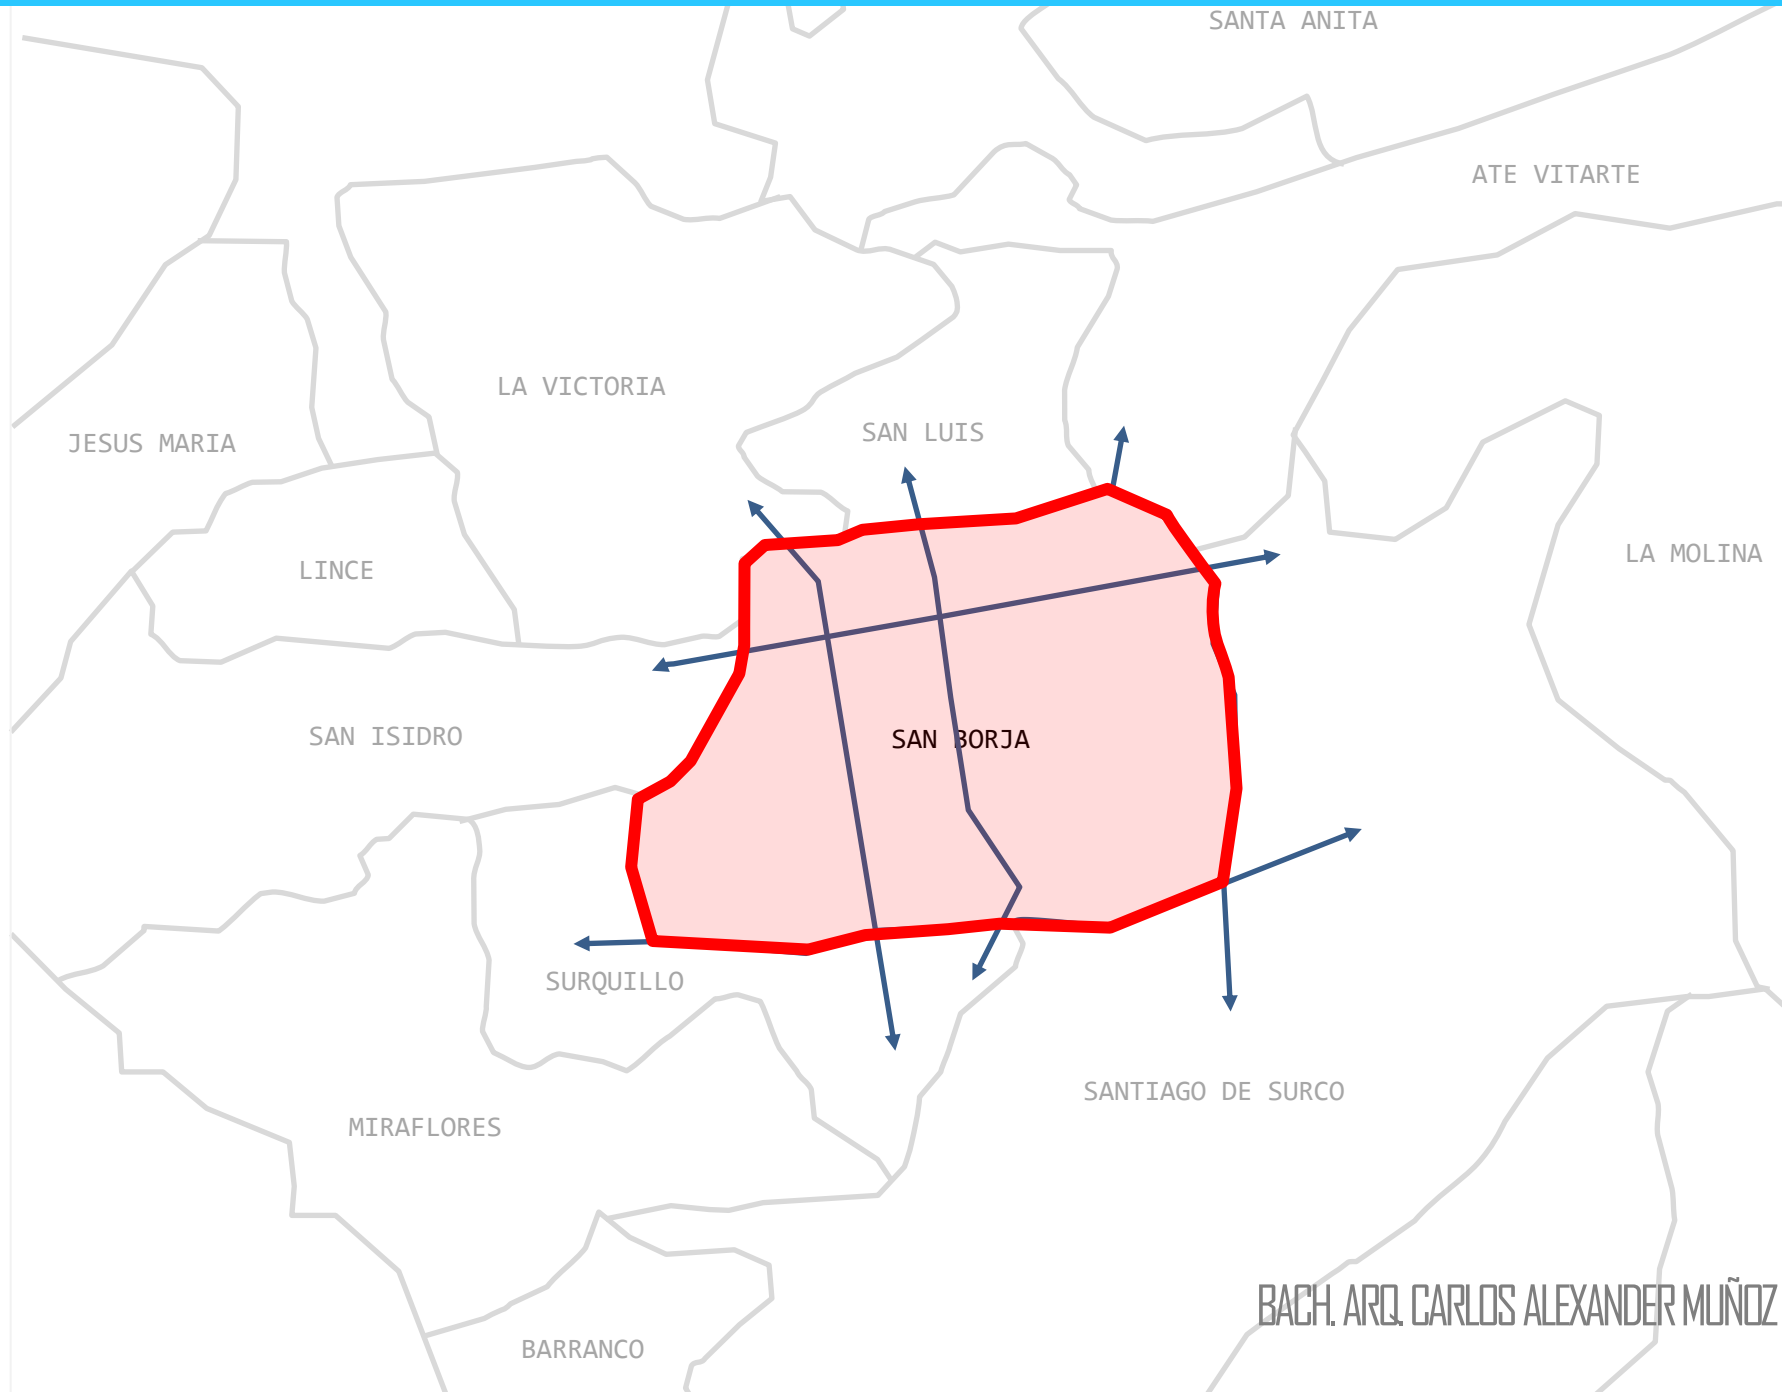 SANTA ANITA
ATE VITARTE
LA VICTORIA
SAN LUIS
JESUS MARIA
LINCE
LA MOLINA
SAN ISIDRO
SAN BORJA
SURQUILLO
SANTIAGO DE SURCO
MIRAFLORES
BACH. ARQ. CARLOS ALEXANDER MUÑOZ
BARRANCO